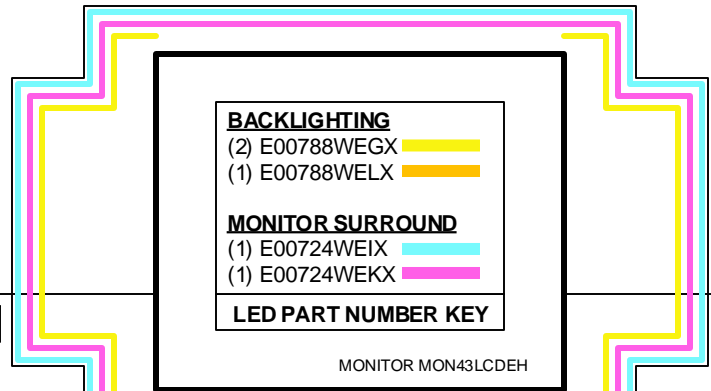 BACKLIGHTING
(2) E00788WEGX
(1) E00788WELX
MONITOR SURROUND
(1) E00724WEIX
(1) E00724WEKX
LED PART NUMBER KEY
MONITOR MON43LCDEH